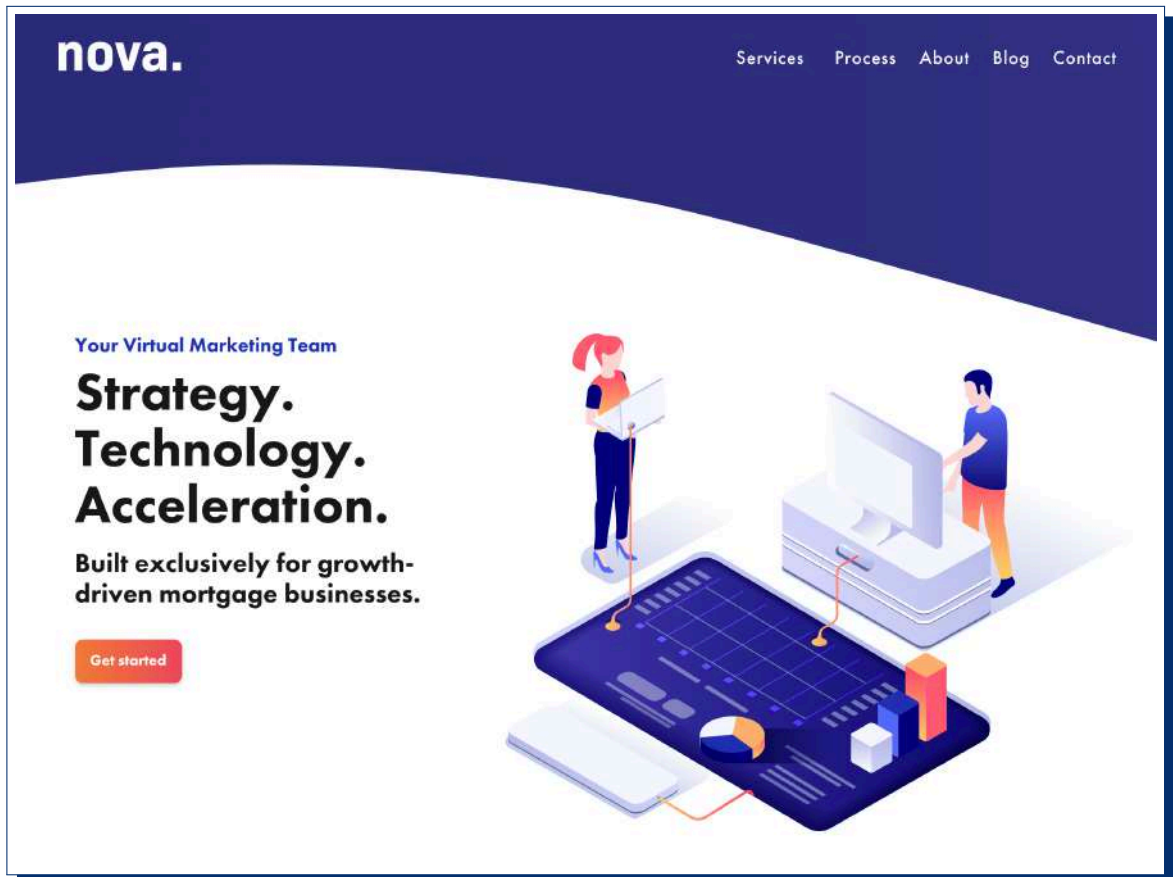 nova.
Services Process About Blog Contact
Your Virtual Marketing Team
Strategy.
Technology.
Acceleration.
Built exclusively for growth-
driven mortgage businesses.
Get started